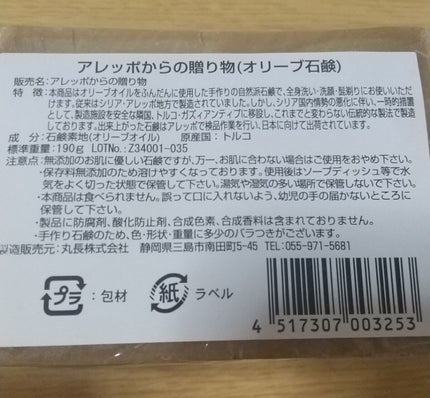 アレッポからの贈り物(オリーブ石鹸)
販売名:アレッポからの贈り物
特　徴:本商品はオリーブオイルをふんだんに使用した手作りの自然派石鹸で、全身洗い・洗顔・髭剃りにお使いいただ
けます。従来はシリア・アレッポ地方で製造されていました。しかし、シリア国内情勢の悪化に伴い、一時的措置
として、製造施設を安全な隣国、トルコ・ガズィアンティプに移設し、これまでと変わらない伝統的な製法で製造
しております。出来上がった石鹸はアレッポで検品作業を行い、日本に向けて出荷されています。
成　分:石鹸素地(オリーブオイル)　原産国:トルコ
標準重量:190g LOTNo.:Z34001-035
注意点:無添加のお肌に優しい石鹸ですが、万一、お肌に合わない場合はご使用をおやめ下さい。
・保存料無添加のため溶けやすくなっております。使用後はソープディッシュ等で水
気をよく切った状態で保管して下さい。湯気や湿気の多い場所で保管しないで下さい。
・本商品は食べられません。誤って口に入れないよう、幼児の手の届かないところに
保管して下さい。
・製品に防腐剤、酸化防止剤、合成色素、合成香料は含まれておりません。
・手作り石鹸のため、色・形状・重量に多少のバラつきがございます。
製造販売元:丸長株式会社　静岡県三島市南田町5-45 TEL.055-971-5681
プラ:包材 紙:ラベル
4 517307 003253